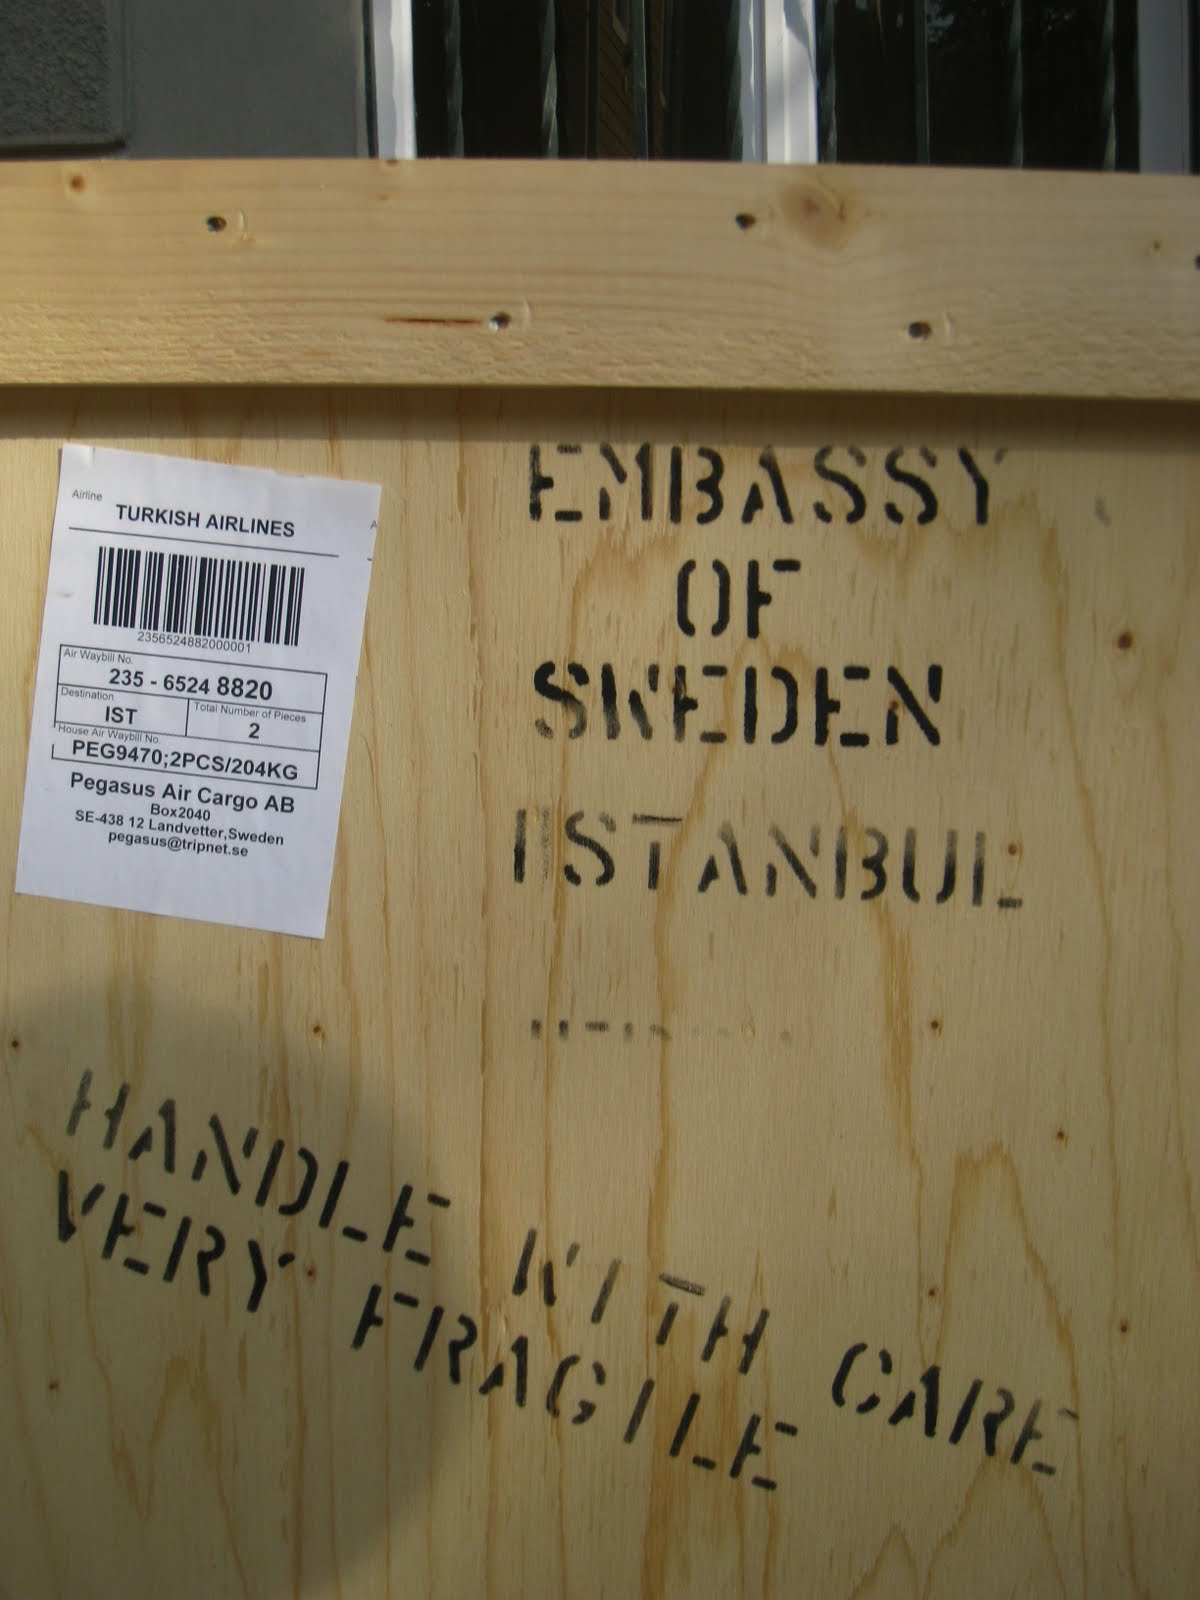 Airline
TURKISH AIRLINES
2356524882000001
Air Waybill No.
235 - 6524 8820
Destination
IST
Total Number of Pieces
2
House Air Waybill No.
PEG9470;2PCS/204KG
Pegasus Air Cargo AB
Box2040
SE-438 12 Landvetter,Sweden
pegasus@tripnet.se
EMBASSY
OF
SWEDEN
ISTANBUL
HANDLE WITH CARE
VERY FRAGILE